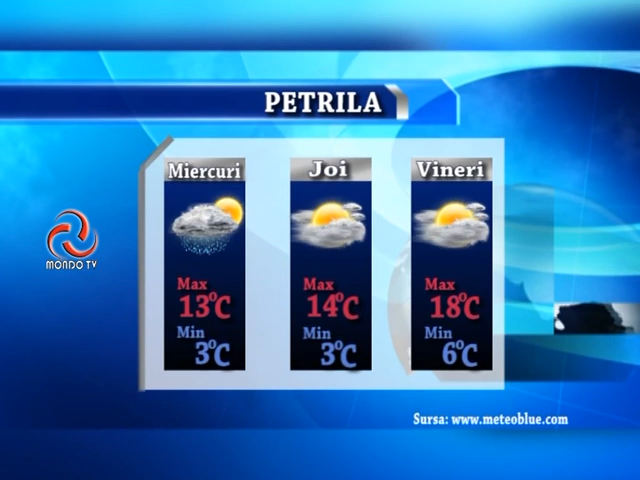 PETRILA
Miercuri
Joi
Vineri
Max
13°C
Min
3°C
Max
14°C
Min
3°C
Max
18°C
Min
6°C
MONDO TV
Sursa: www.meteoblue.com